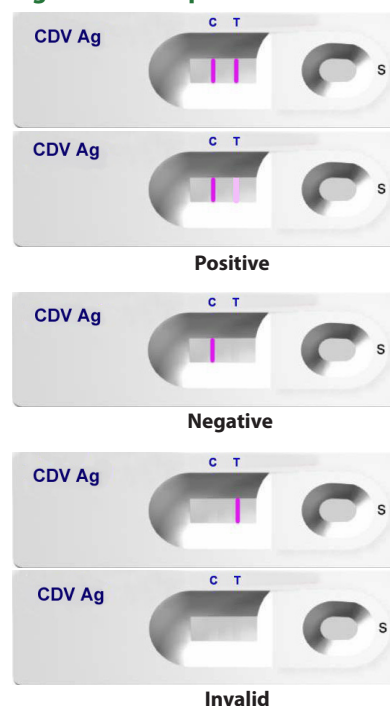 C T
CDV Ag
S
C T
CDV Ag
S
Positive
C T
CDV Ag
S
Negative
C T
CDV Ag
S
C T
CDV Ag
S
Invalid